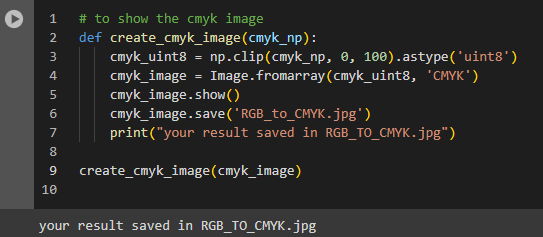 1 # to show the cmyk image
2 def create_cmyk_image(cmyk_np):
3     cmyk_uint8 = np.clip(cmyk_np, 0, 100).astype('uint8')
4     cmyk_image = Image.fromarray(cmyk_uint8, 'CMYK')
5     cmyk_image.show()
6     cmyk_image.save('RGB_to_CMYK.jpg')
7     print("your result saved in RGB_TO_CMYK.jpg")
8
9 create_cmyk_image(cmyk_image)
10
your result saved in RGB_TO_CMYK.jpg